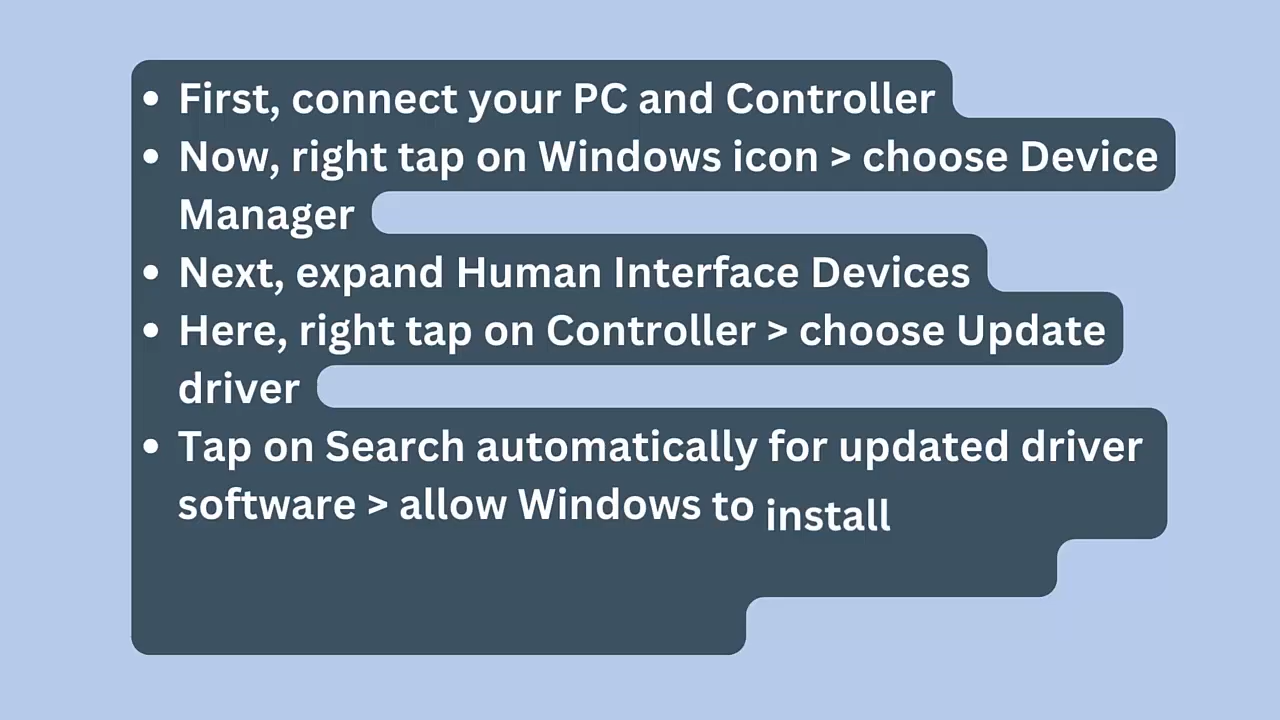 • First, connect your PC and Controller
• Now, right tap on Windows icon > choose Device
Manager
• Next, expand Human Interface Devices
• Here, right tap on Controller > choose Update
driver
• Tap on Search automatically for updated driver
software > allow Windows to install